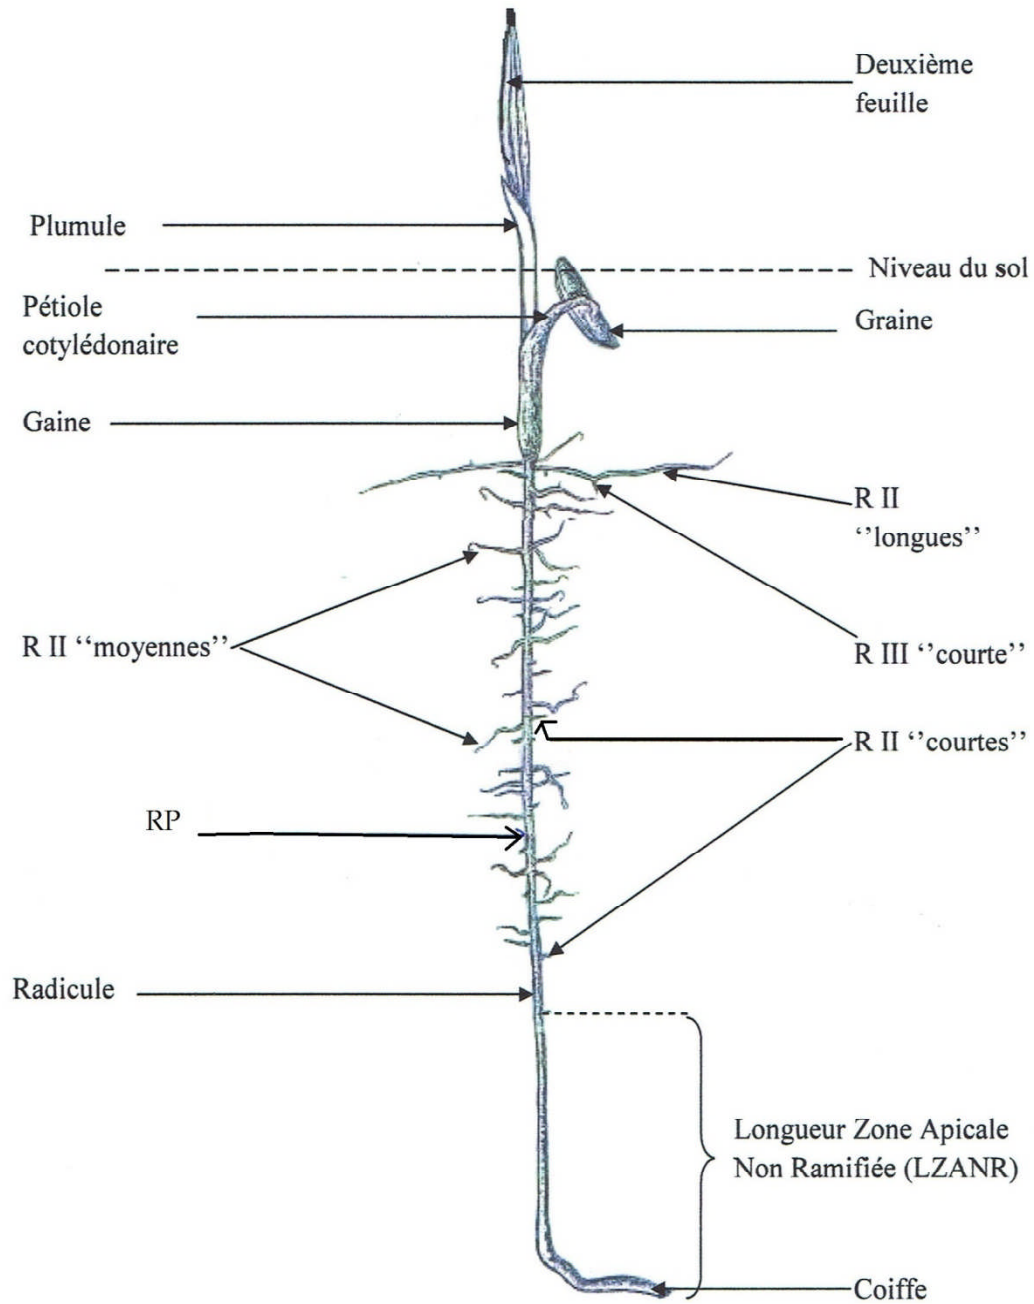 Deuxième
feuille
Plumule
Niveau du sol
Pétiole
cotylédonaire
Graine
Gaine
R II
‘’longues’’
R II ‘’moyennes’’
R III ‘’courte’’
R II ‘’courtes’’
RP
Radicule
Longueur Zone Apicale
Non Ramifiée (LZANR)
Coiffe